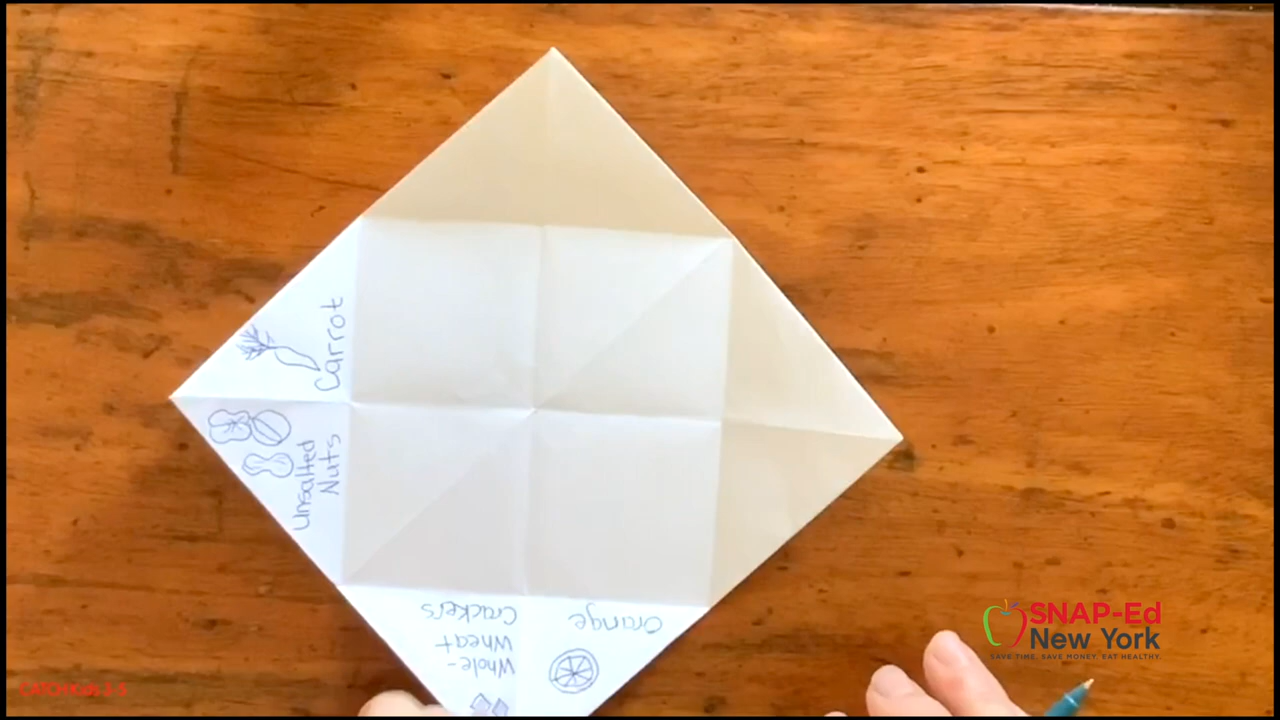 Carrot
Unsalted
Nuts
Whole-
Wheat
Crackers
Orange
SNAP-Ed
New York
SAVE TIME. SAVE MONEY. EAT HEALTHY.
CATCH Kids 3-5